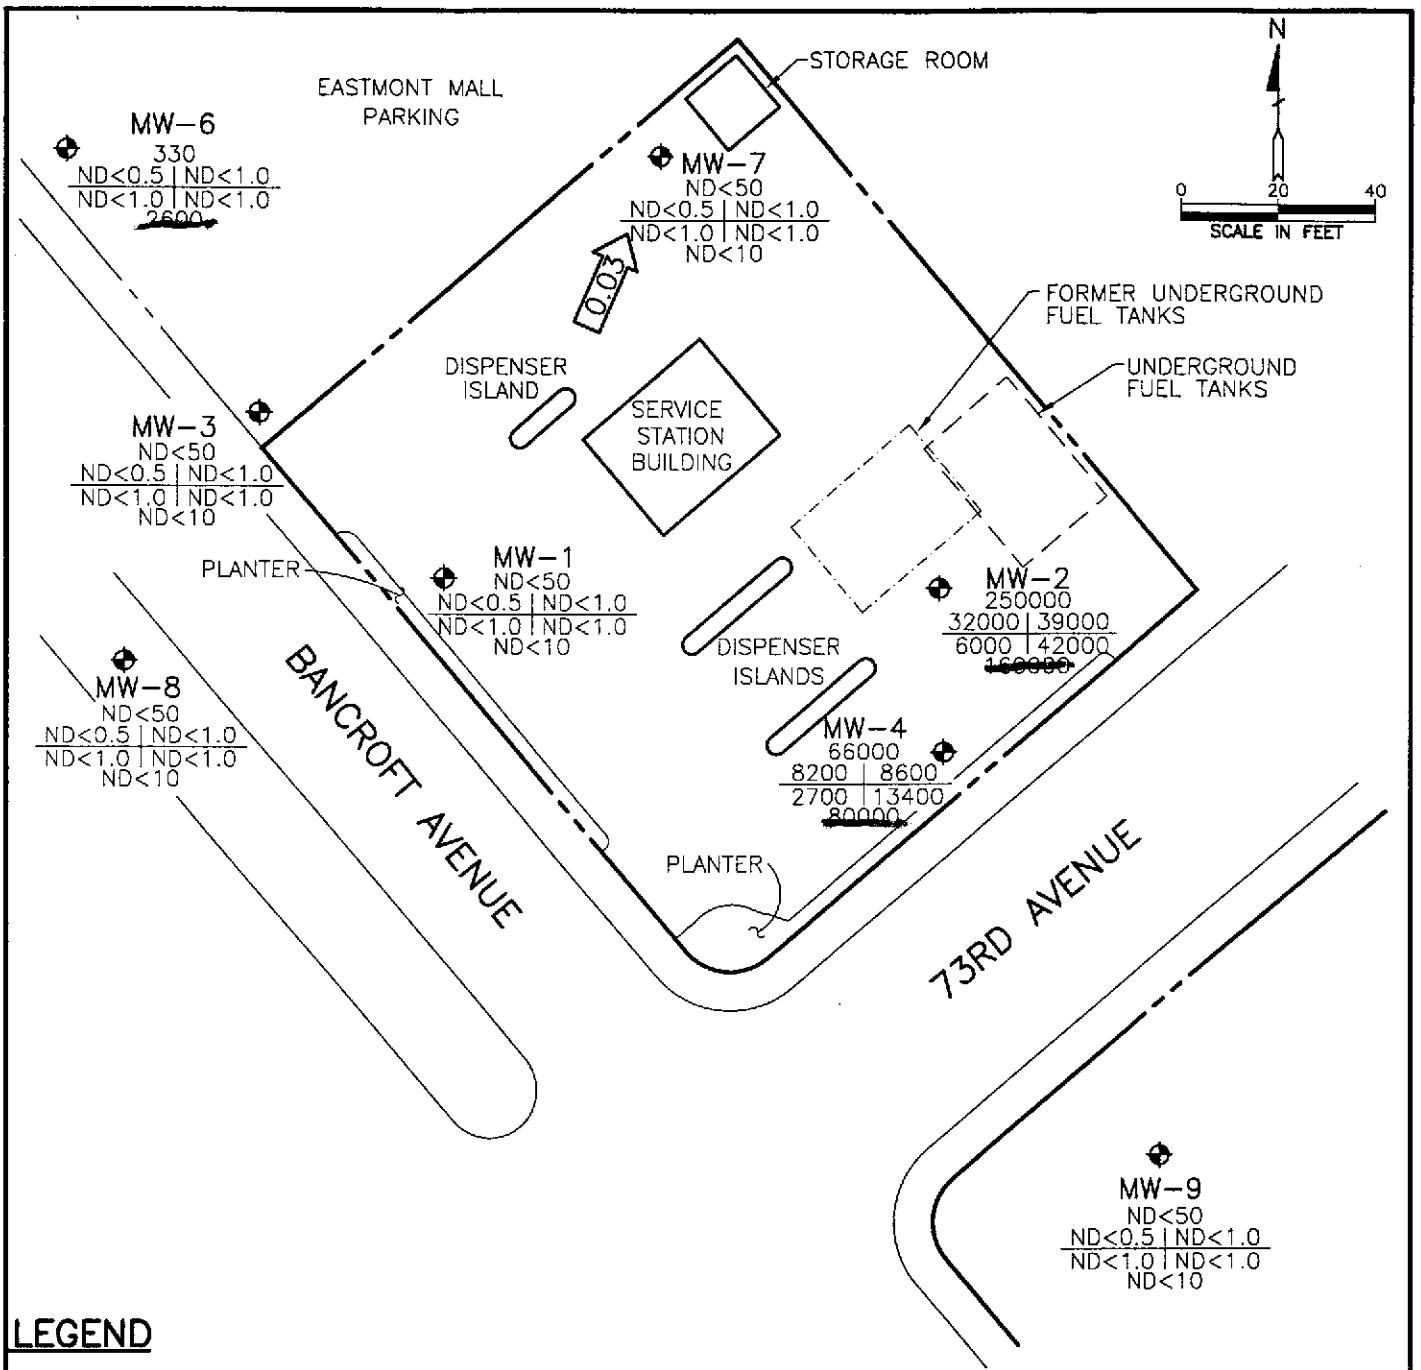 N
STORAGE ROOM
EASTMONT MALL
PARKING
MW-6
330
ND<0.5 | ND<1.0
ND<1.0 | ND<1.0
2600
MW-7
ND<50
ND<0.5 | ND<1.0
ND<1.0 | ND<1.0
ND<10
0 20 40
SCALE IN FEET
0.03
FORMER UNDERGROUND
FUEL TANKS
UNDERGROUND
FUEL TANKS
DISPENSER
ISLAND
SERVICE
STATION
BUILDING
MW-3
ND<50
ND<0.5 | ND<1.0
ND<1.0 | ND<1.0
ND<10
PLANTER
MW-1
ND<50
ND<0.5 | ND<1.0
ND<1.0 | ND<1.0
ND<10
MW-2
250000
32000 | 39000
6000 | 42000
DISPENSER
ISLANDS
MW-8
ND<50
ND<0.5 | ND<1.0
ND<1.0 | ND<1.0
ND<10
BANCROFT AVENUE
MW-4
66000
8200 | 8600
2700 | 13400
80000
PLANTER
73RD AVENUE
MW-9
ND<50
ND<0.5 | ND<1.0
ND<1.0 | ND<1.0
ND<10
LEGEND